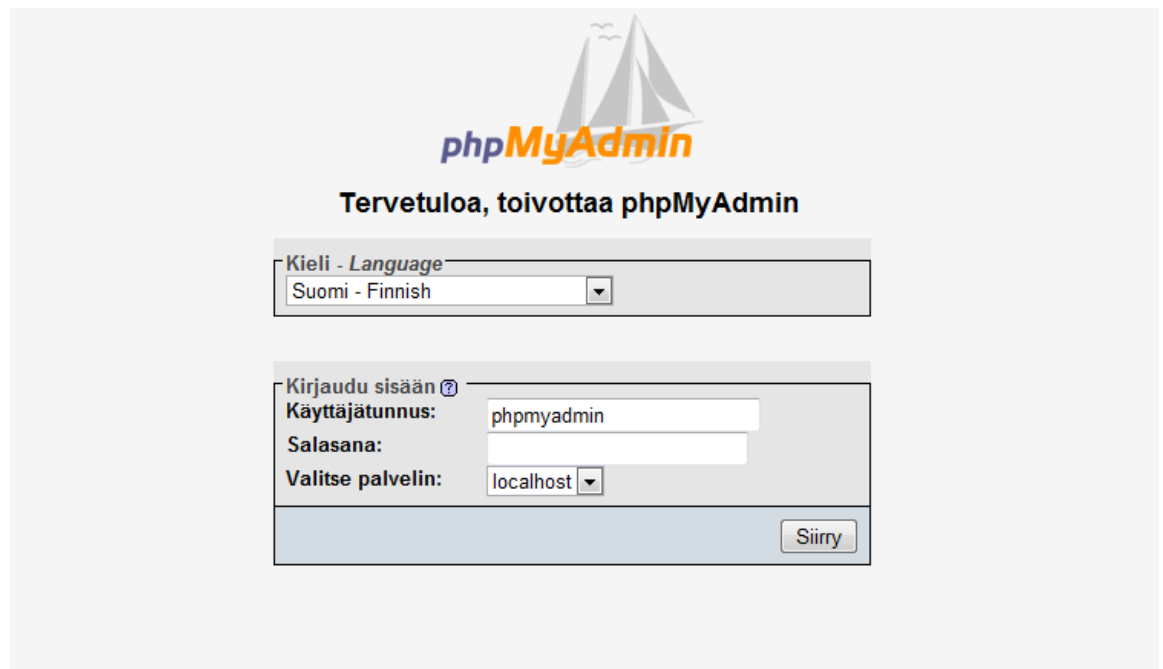 phpMyAdmin
Tervetuloa, toivottaa phpMyAdmin
Kieli - Language
Suomi - Finnish
Kirjaudu sisään ?
Käyttäjätunnus: phpmyadmin
Salasana:
Valitse palvelin: localhost
Siirry